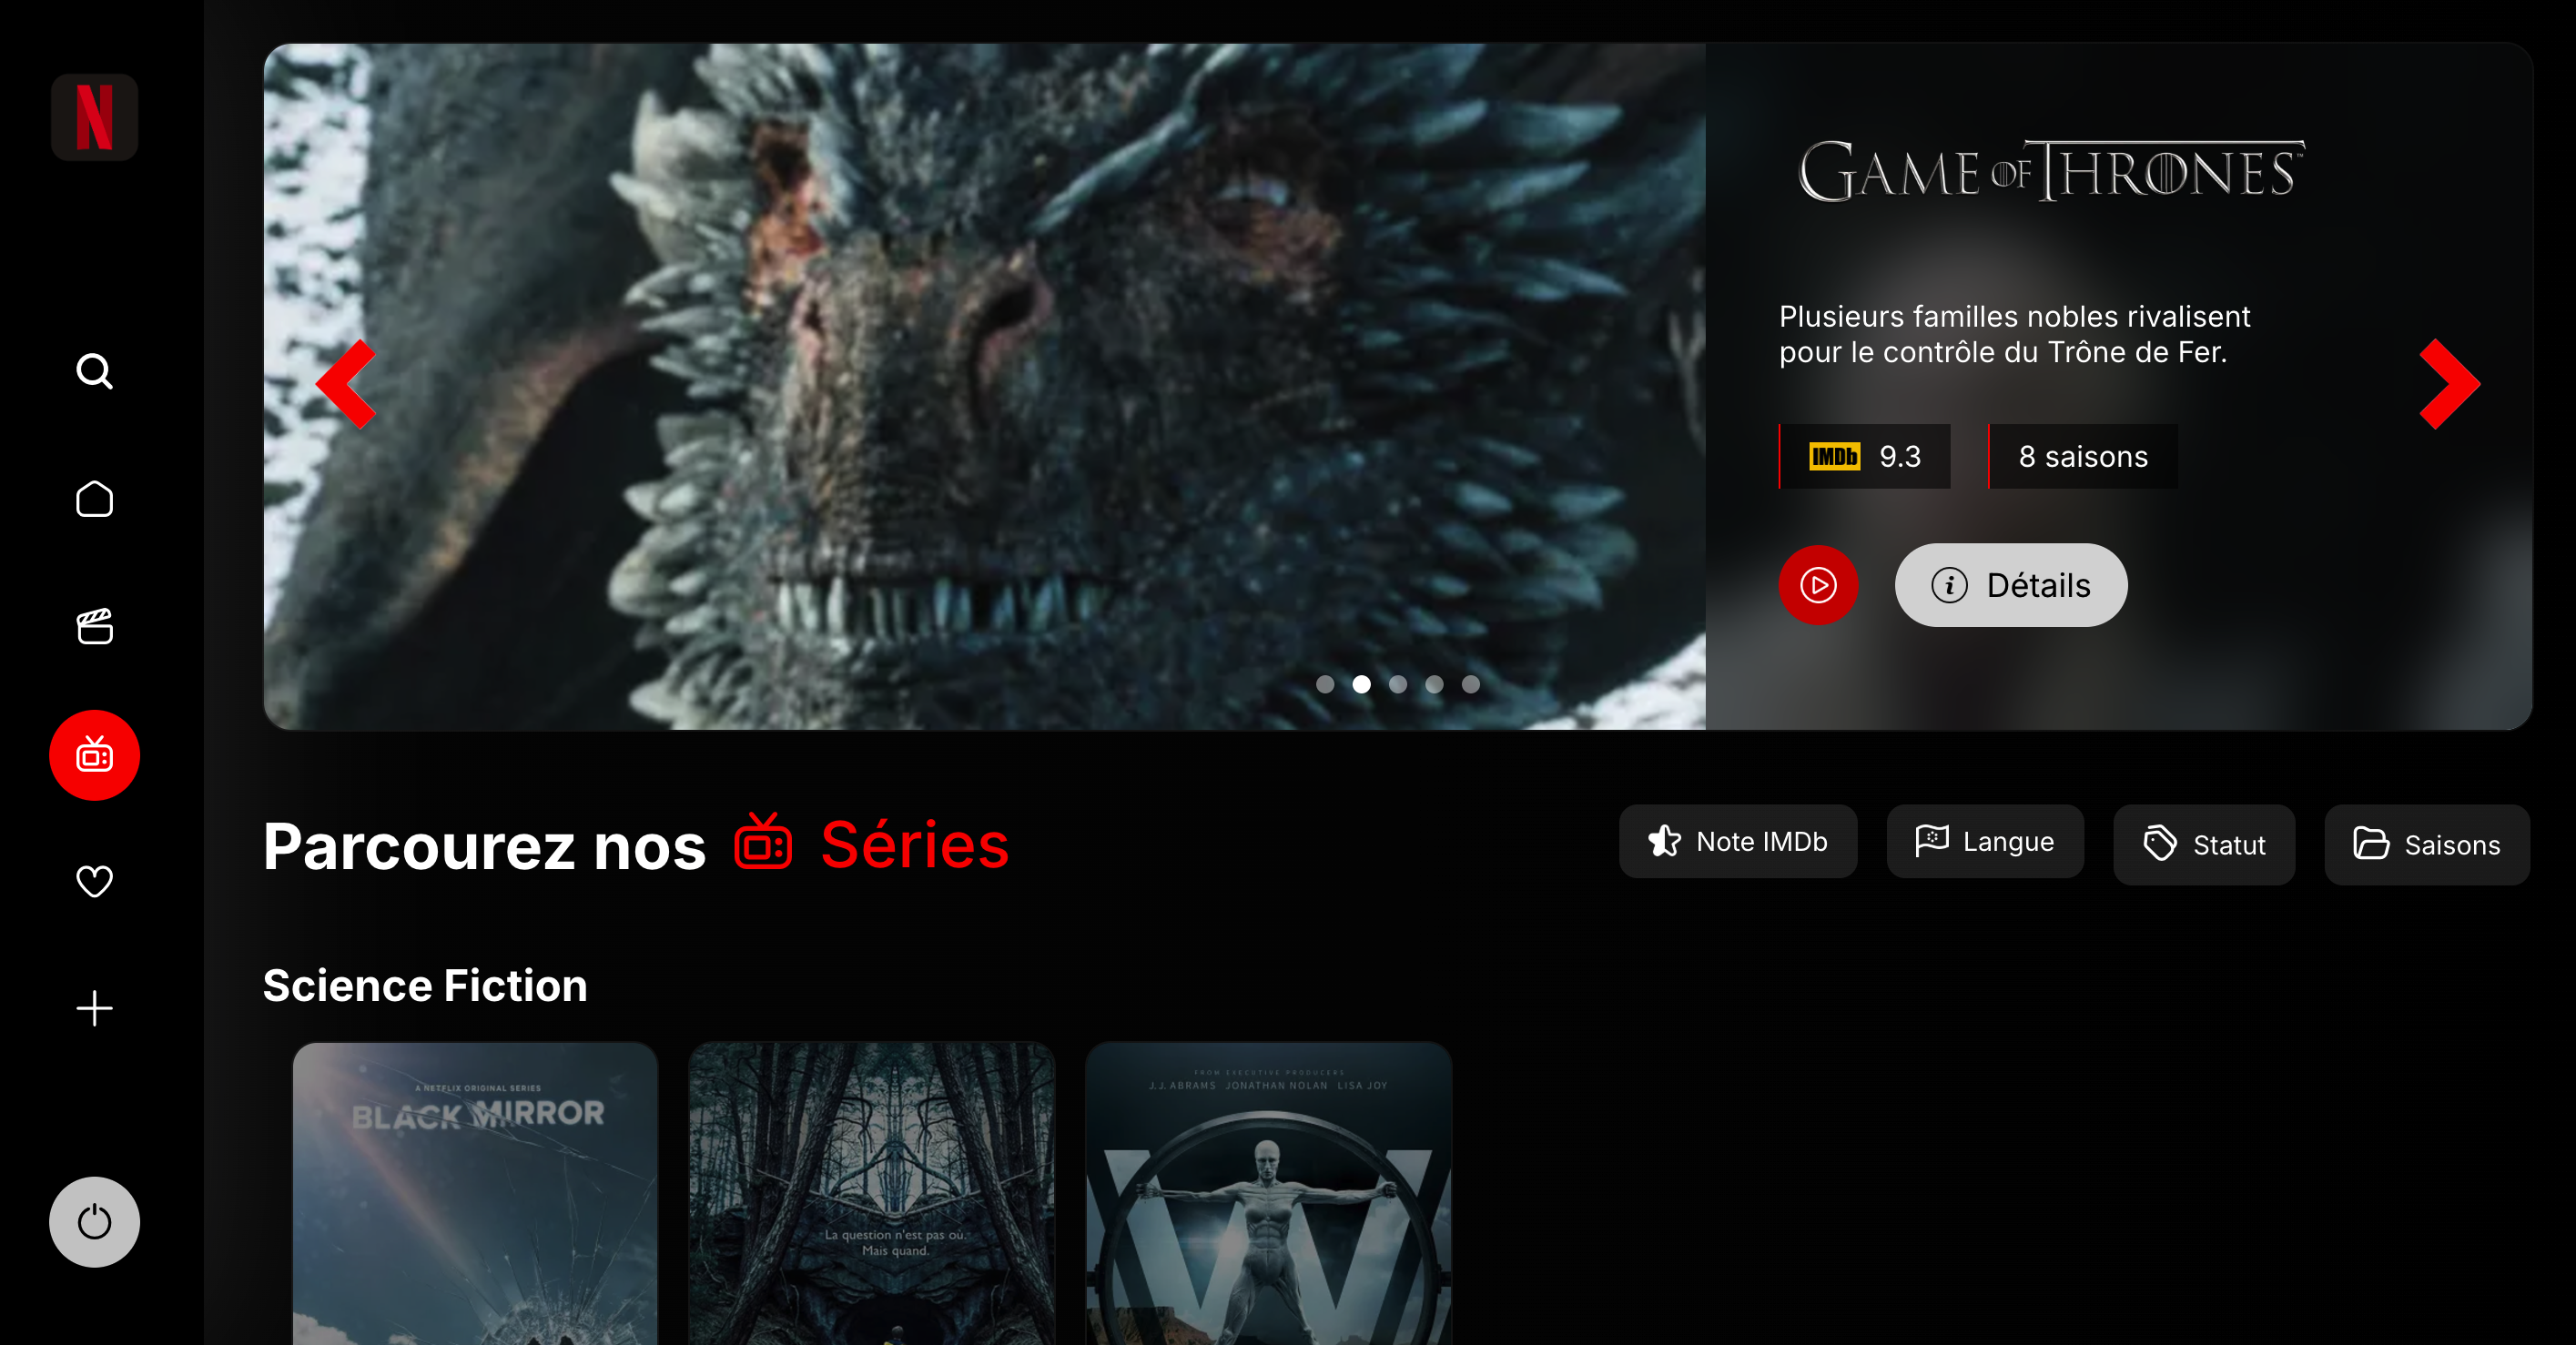 N
GAME OF THRONES™
Plusieurs familles nobles rivalisent
pour le contrôle du Trône de Fer.
IMDb 9.3
8 saisons
Détails
Parcourez nos Séries
Note IMDb
Langue
Statut
Saisons
Science Fiction
A NETFLIX ORIGINAL SERIES
BLACK MIRROR
La question n'est pas où.
Mais quand.
FROM EXECUTIVE PRODUCERS
J.J. ABRAMS JONATHAN NOLAN LISA JOY
W